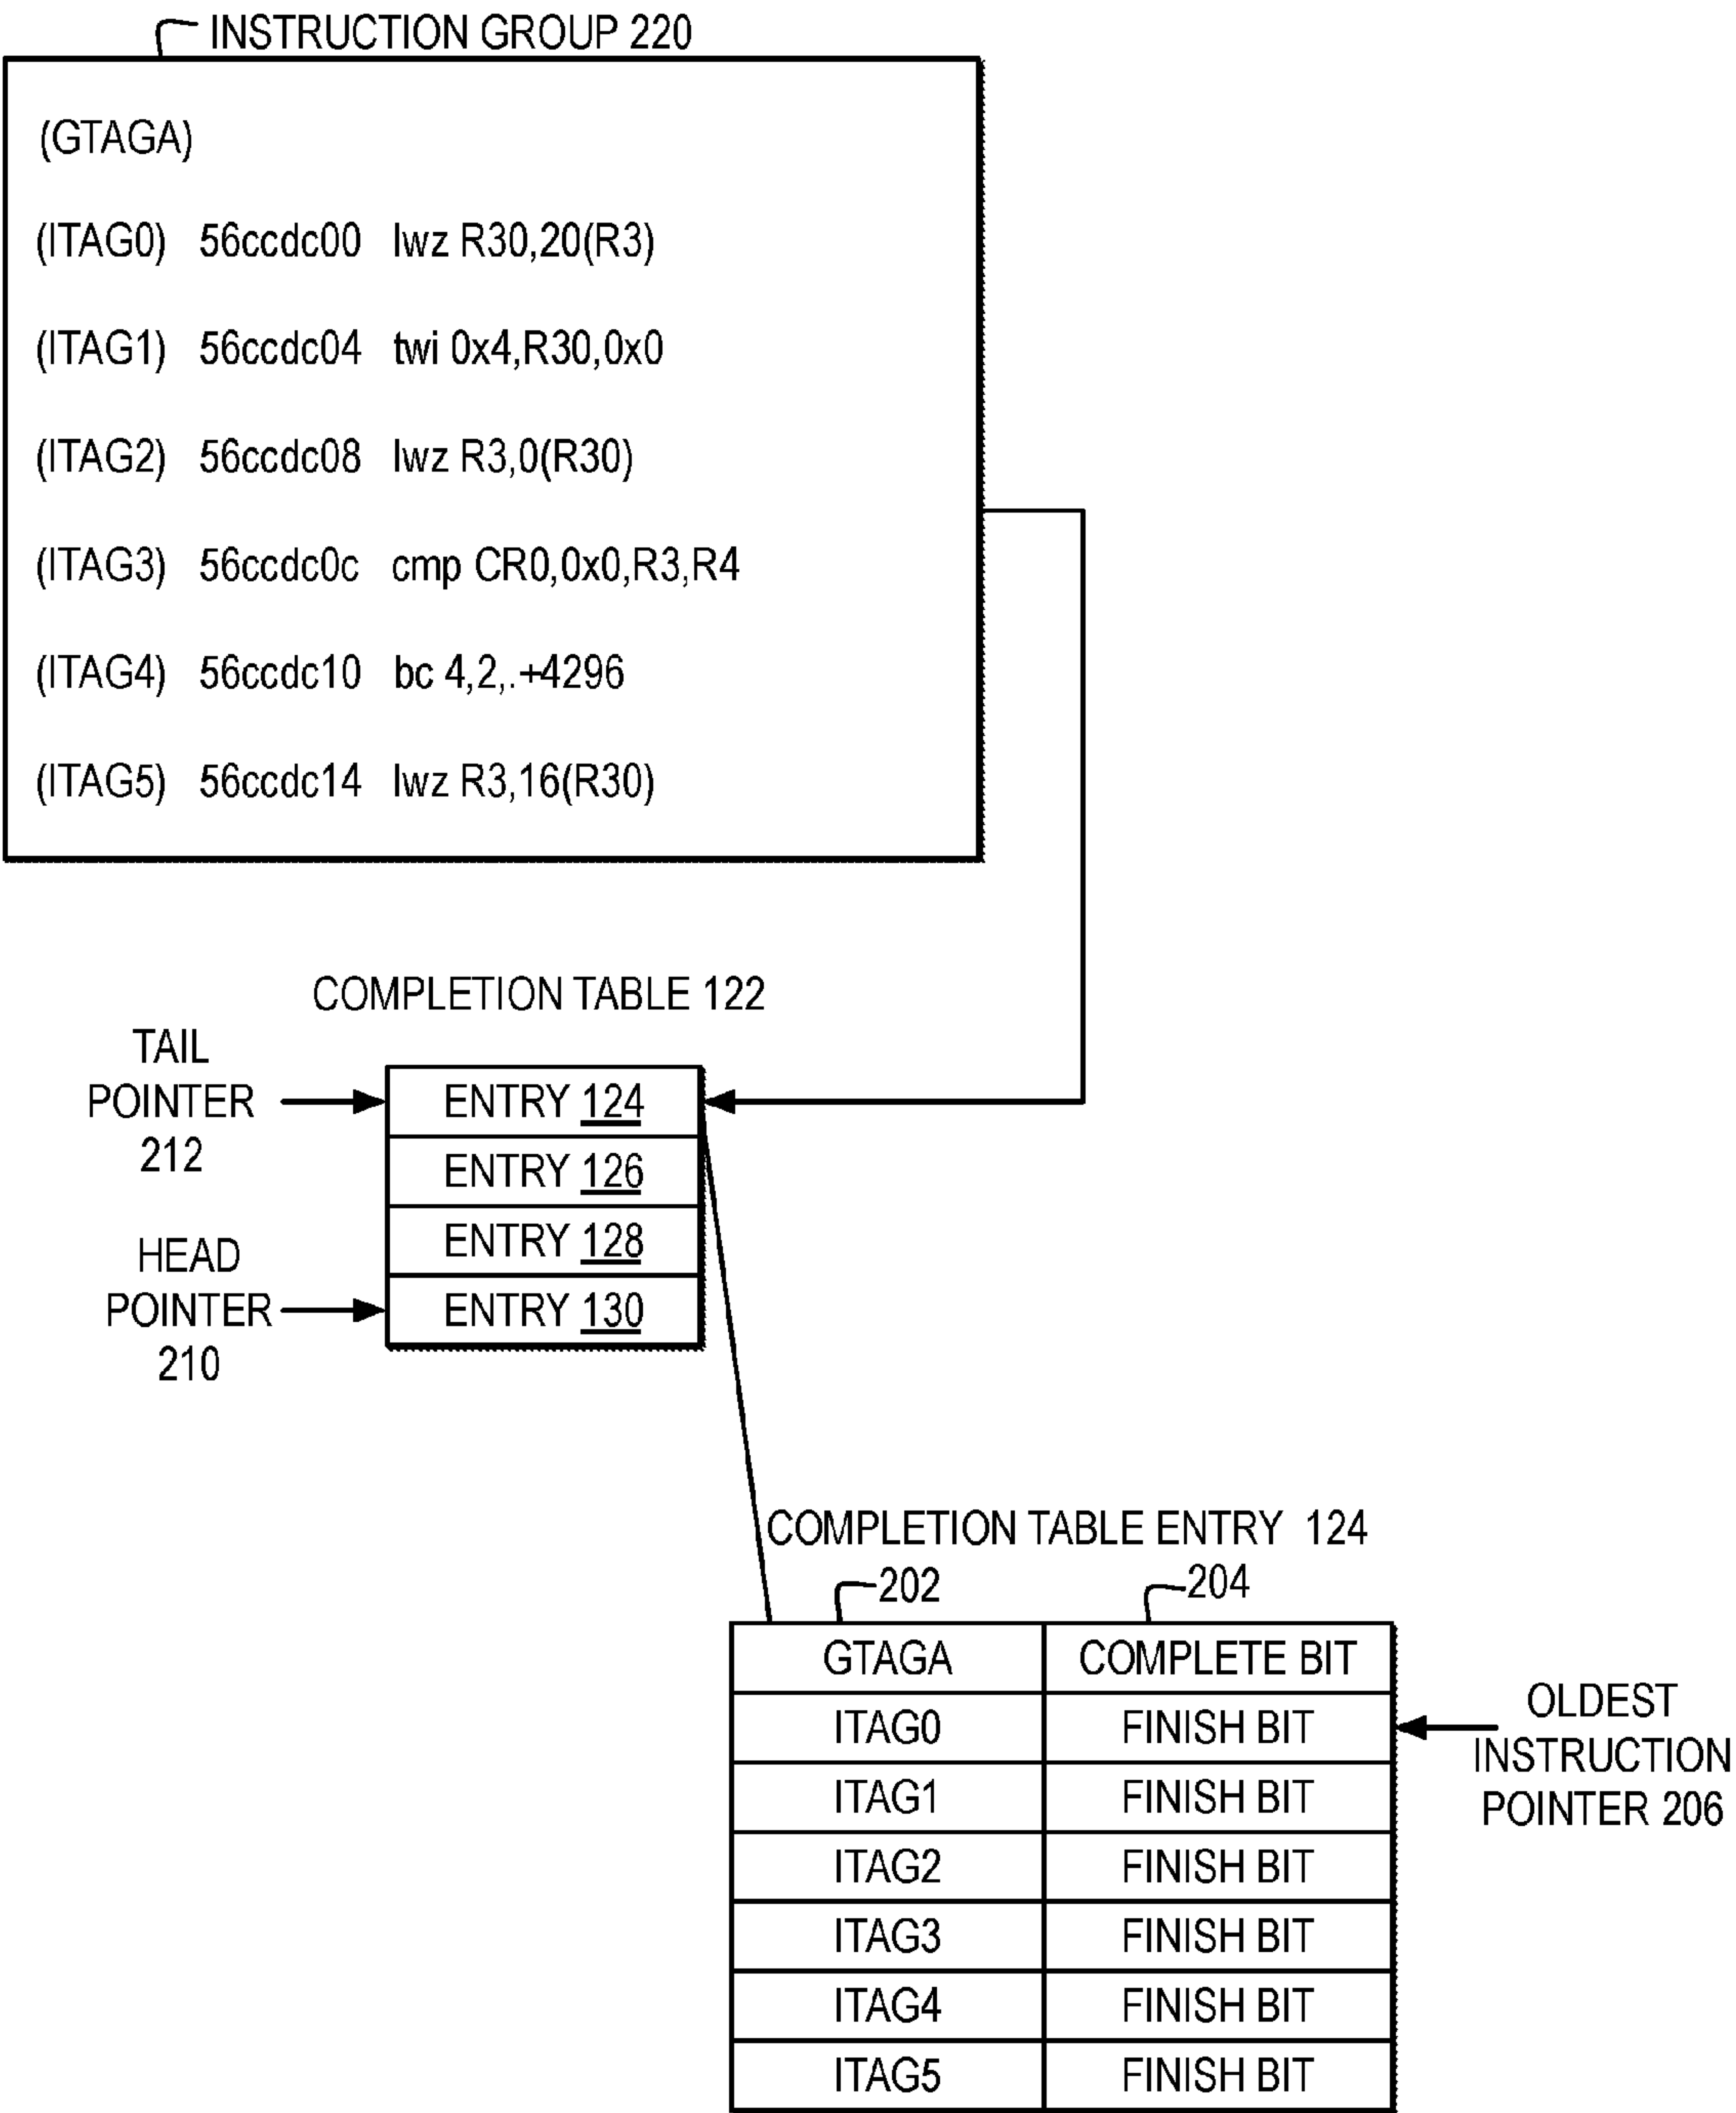 INSTRUCTION GROUP 220
(GTAGA)
(ITAG0) 56ccdc00 lwz R30,20(R3)
(ITAG1) 56ccdc04 twi 0x4,R30,0x0
(ITAG2) 56ccdc08 lwz R3,0(R30)
(ITAG3) 56ccdc0c cmp CR0,0x0,R3,R4
(ITAG4) 56ccdc10 bc 4,2,.+4296
(ITAG5) 56ccdc14 lwz R3,16(R30)
COMPLETION TABLE 122
TAIL
POINTER
212
ENTRY 124
ENTRY 126
ENTRY 128
ENTRY 130
HEAD
POINTER
210
COMPLETION TABLE ENTRY 124
202 204
GTAGA COMPLETE BIT
ITAG0 FINISH BIT
ITAG1 FINISH BIT
ITAG2 FINISH BIT
ITAG3 FINISH BIT
ITAG4 FINISH BIT
ITAG5 FINISH BIT
OLDEST
INSTRUCTION
POINTER 206